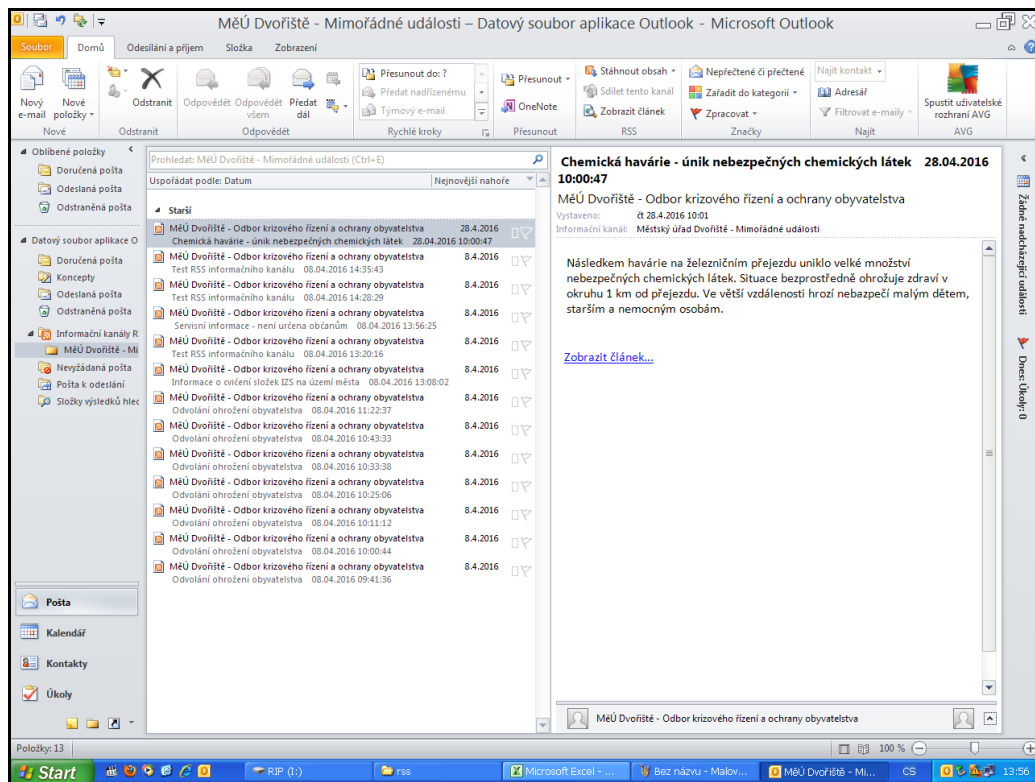 MěÚ Dvořiště - Mimořádné události – Datový soubor aplikace Outlook - Microsoft Outlook
Soubor Domů Odesílání a příjem Složka Zobrazení
Nový e-mail
Nové položky
Nové
Odstranit
Odstranit
Odpovědět
Odpovědět všem
Předat dál
Odpovědět
Přesunout do: ?
Předat nadřízenému
Týmový e-mail
Rychlé kroky
Přesunout
OneNote
Přesunout
Stáhnout obsah
Sdílet tento kanál
Zobrazit článek
RSS
Nepřečtené či přečtené
Zařadit do kategorií
Zpracovat
Značky
Najít kontakt
Adresář
Filtrovat e-maily
Najít
Spustit uživatelské rozhraní AVG
AVG
Oblíbené položky
Doručená pošta
Odeslaná pošta
Odstraněná pošta
Datový soubor aplikace O
Doručená pošta
Koncepty
Odeslaná pošta
Odstraněná pošta
Informační kanály R
MěÚ Dvořiště - Mi
Nevyžádaná pošta
Pošta k odeslání
Složky výsledků hlec
Pošta
Kalendář
Kontakty
Úkoly
Prohledat: MěÚ Dvořiště - Mimořádné události (Ctrl+E)
Uspořádat podle: Datum Nejnovější nahoře
Starší
MěÚ Dvořiště - Odbor krizového řízení a ochrany obyvatelstva 28.4.2016
Chemická havárie - únik nebezpečných chemických látek 28.04.2016 10:00:47
MěÚ Dvořiště - Odbor krizového řízení a ochrany obyvatelstva 8.4.2016
Test RSS informačního kanálu 08.04.2016 14:35:43
MěÚ Dvořiště - Odbor krizového řízení a ochrany obyvatelstva 8.4.2016
Test RSS informačního kanálu 08.04.2016 14:28:29
MěÚ Dvořiště - Odbor krizového řízení a ochrany obyvatelstva 8.4.2016
Servisní informace - není určena občanům 08.04.2016 13:56:25
MěÚ Dvořiště - Odbor krizového řízení a ochrany obyvatelstva 8.4.2016
Test RSS informačního kanálu 08.04.2016 13:20:16
MěÚ Dvořiště - Odbor krizového řízení a ochrany obyvatelstva 8.4.2016
Informace o cvičení složek IZS na území města 08.04.2016 13:08:02
MěÚ Dvořiště - Odbor krizového řízení a ochrany obyvatelstva 8.4.2016
Odvolání ohrožení obyvatelstva 08.04.2016 11:22:37
MěÚ Dvořiště - Odbor krizového řízení a ochrany obyvatelstva 8.4.2016
Odvolání ohrožení obyvatelstva 08.04.2016 10:43:33
MěÚ Dvořiště - Odbor krizového řízení a ochrany obyvatelstva 8.4.2016
Odvolání ohrožení obyvatelstva 08.04.2016 10:33:38
MěÚ Dvořiště - Odbor krizového řízení a ochrany obyvatelstva 8.4.2016
Odvolání ohrožení obyvatelstva 08.04.2016 10:25:06
MěÚ Dvořiště - Odbor krizového řízení a ochrany obyvatelstva 8.4.2016
Odvolání ohrožení obyvatelstva 08.04.2016 10:11:12
MěÚ Dvořiště - Odbor krizového řízení a ochrany obyvatelstva 8.4.2016
Odvolání ohrožení obyvatelstva 08.04.2016 10:00:44
MěÚ Dvořiště - Odbor krizového řízení a ochrany obyvatelstva 8.4.2016
Odvolání ohrožení obyvatelstva 08.04.2016 09:41:36
Chemická havárie - únik nebezpečných chemických látek 28.04.2016
10:00:47
MěÚ Dvořiště - Odbor krizového řízení a ochrany obyvatelstva
Vystaveno: čt 28.4.2016 10:01
Informační kanál: Městský úřad Dvořiště - Mimořádné události
Následkem havárie na železničním přejezdu uniklo velké množství
nebezpečných chemických látek. Situace bezprostředně ohrožuje zdraví v
okruhu 1 km od přejezdu. Ve větší vzdálenosti hrozí nebazpečí malým dětem,
starším a nemocným osobám.
Zobrazit článek...
MěÚ Dvořiště - Odbor krizového řízení a ochrany obyvatelstva
Žádné nadcházející události
Dnes: Úkoly: 0
Položky: 13 100 %
Start RIP (I:) rss Microsoft Excel - ... Bez názvu - Malov... MěÚ Dvořiště - Mi... CS 13:56